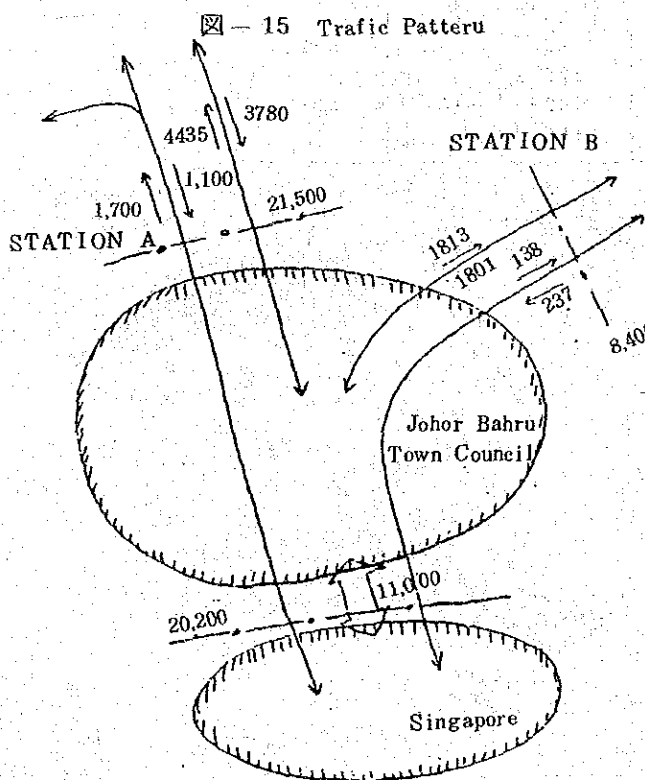 図－15 Trafic Patteru
3780
4435
STATION B
1,100
1,700
21,500
STATION A
1813
1801
138
237
Johor Bahru
Town Council
11,000
20,200
Singapore